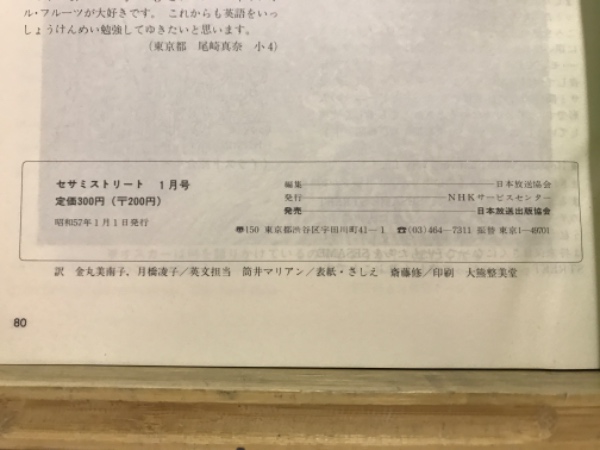 ル・フルーツが大好きです。 これからも英語をいっ
しょうけんめい勉強してゆきたいと思います。
(東京都 尾崎真奈 小4)
セサミストリート 1月号
定価300円 (〒200円)
昭和57年1月1日発行
編集 日本放送協会
発行 NHKサービスセンター
発売 日本放送出版協会
〒150 東京都渋谷区宇田川町41-1 ☎(03)464-7311 振替 東京1-49701
訳 金丸美南子、月橋凌子/英文担当 筒井マリアン/表紙・さしえ 斎藤修/印刷 大熊整美堂
80